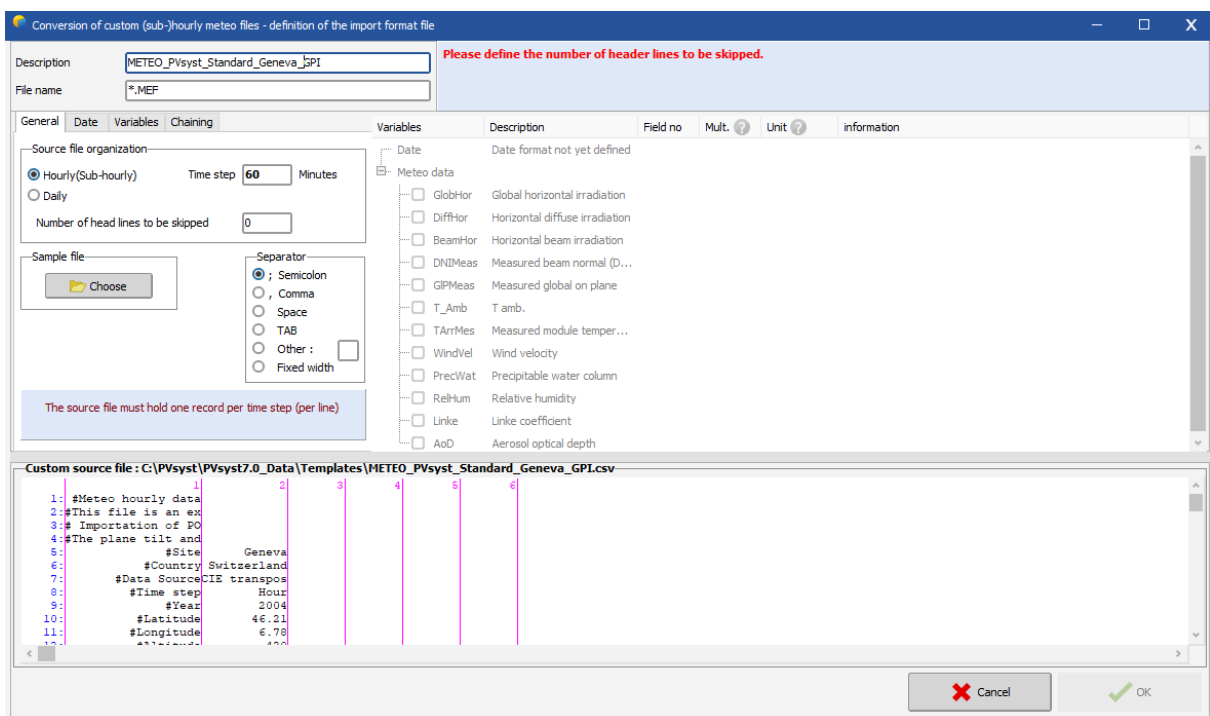 Conversion of custom (sub-)hourly meteo files - definition of the import format file
Description METEO_PVsyst_Standard_Geneva_GPI
Please define the number of header lines to be skipped.
File name *.MEF
General Date Variables Chaining
Variables Description Field no Mult. ? Unit ? information
Source file organization
Hourly(Sub-hourly) Time step 60 Minutes
Daily
Number of head lines to be skipped 0
Sample file
Choose
Separator
; Semicolon
, Comma
Space
TAB
Other :
Fixed width
The source file must hold one record per time step (per line)
Date Date format not yet defined
Meteo data
GlobHor Global horizontal irradiation
DiffHor Horizontal diffuse irradiation
BeamHor Horizontal beam irradiation
DNIMeas Measured beam normal (D...
GlPMeas Measured global on plane
T_Amb T amb.
TArrMes Measured module temper...
WindVel Wind velocity
PrecWat Precipitable water column
RelHum Relative humidity
Linke Linke coefficient
AoD Aerosol optical depth
Custom source file : C:\PVsyst\PVsyst7.0_Data\Templates\METEO_PVsyst_Standard_Geneva_GPI.csv
1 2 3 4 5 6
1: #Meteo hourly data
2:#This file is an ex
3:# Importation of PO
4:#The plane tilt and
5: #Site Geneva
6: #Country Switzerland
7: #Data Source CIE transpos
8: #Time step Hour
9: #Year 2004
10: #Latitude 46.21
11: #Longitude 6.78
Cancel OK